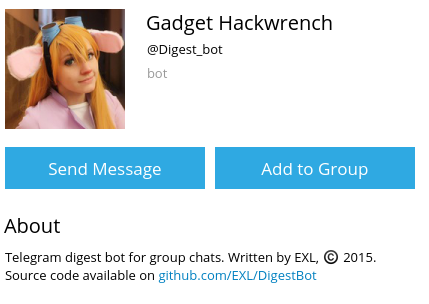 Gadget Hackwrench
@Digest_bot
bot
Send Message
Add to Group
About
Telegram digest bot for group chats. Written by EXL, © 2015.
Source code available on github.com/EXL/DigestBot